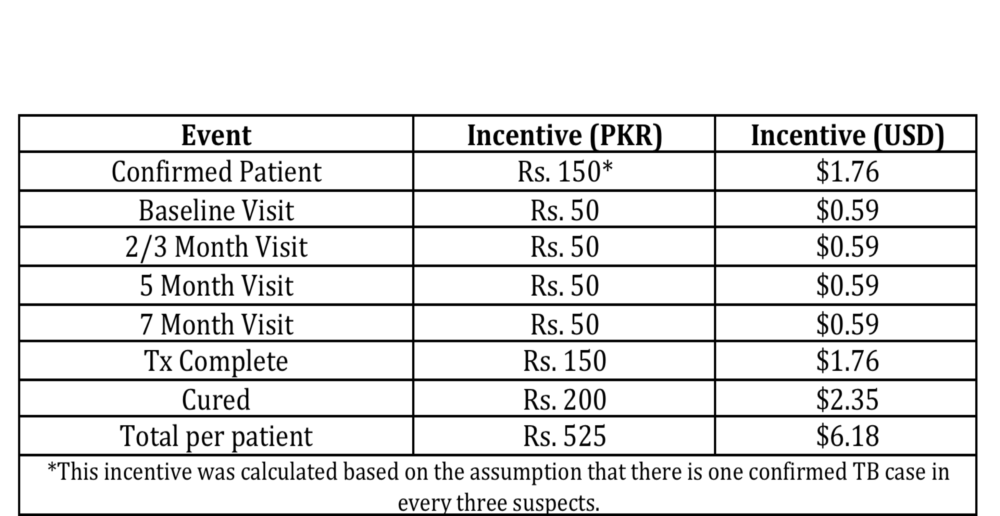 Event Incentive (PKR) Incentive (USD)
Confirmed Patient Rs. 150* $1.76
Baseline Visit Rs. 50 $0.59
2/3 Month Visit Rs. 50 $0.59
5 Month Visit Rs. 50 $0.59
7 Month Visit Rs. 50 $0.59
Tx Complete Rs. 150 $1.76
Cured Rs. 200 $2.35
Total per patient Rs. 525 $6.18
*This incentive was calculated based on the assumption that there is one confirmed TB case in
every three suspects.